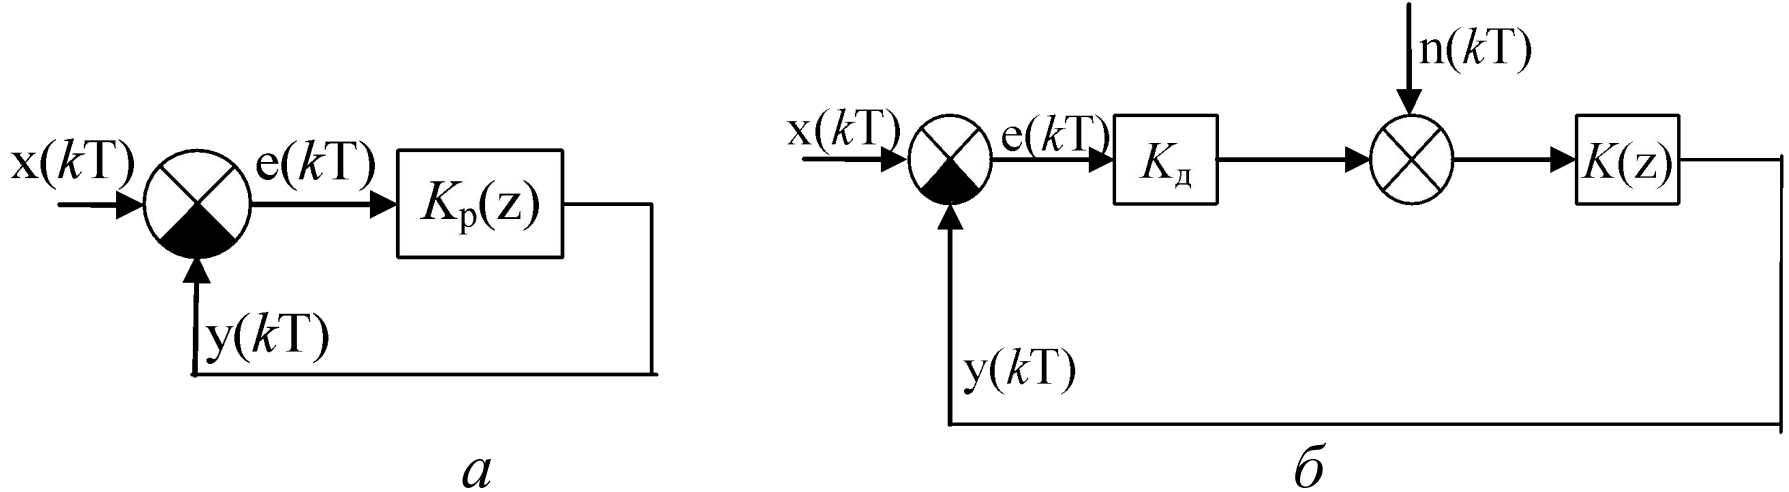 x(kT)
e(kT)
Kр(z)
y(kT)
а
n(kT)
x(kT)
e(kT)
Kд
K(z)
y(kT)
б